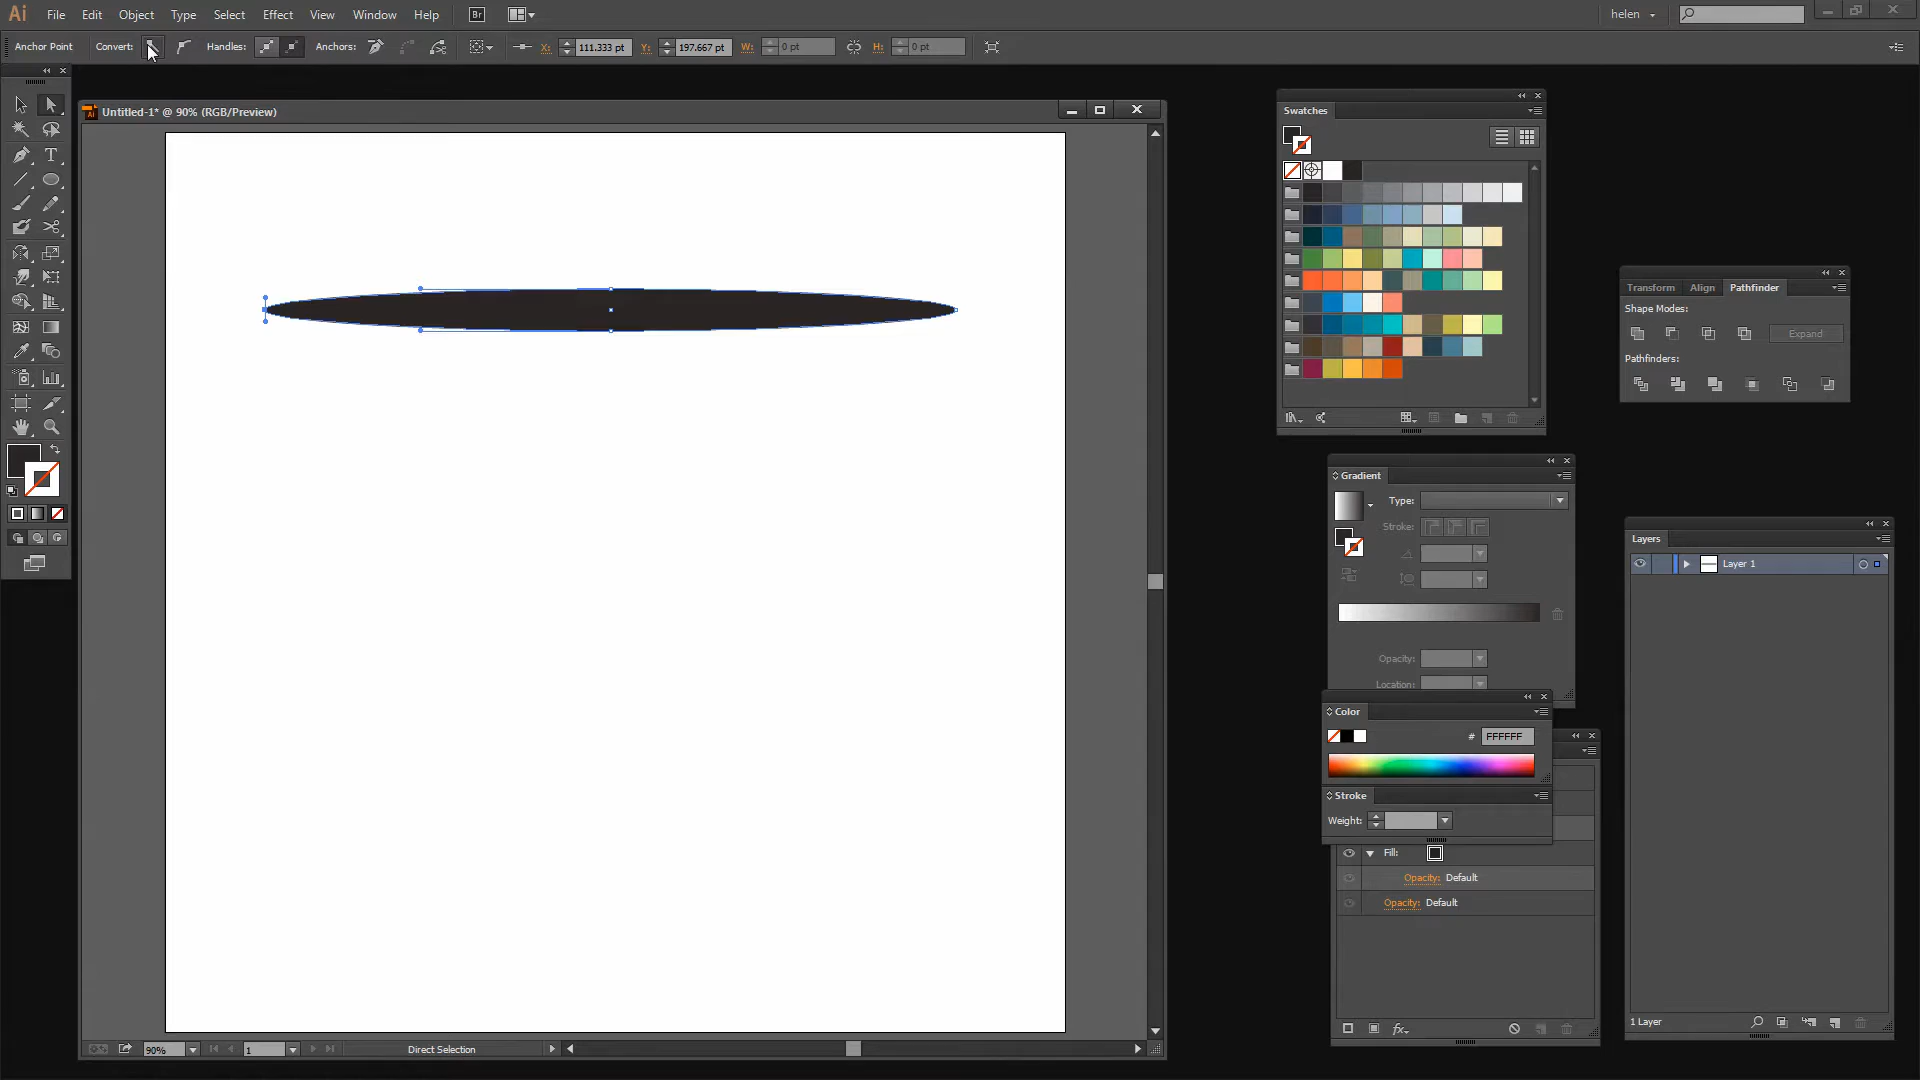 Ai File Edit Object Type Select Effect View Window Help Br helen
Anchor Point Convert: Handles: Anchors: X: 111.333 pt Y: 197.667 pt W: 0 pt H: 0 pt
Untitled-1* @ 90% (RGB/Preview)
Swatches
Transform Align Pathfinder
Shape Modes:
Expand
Pathfinders:
Gradient
Type:
Stroke:
Opacity:
Location:
Layers
Layer 1
Color
# FFFFFF
Stroke
Weight:
Fill:
Opacity: Default
Opacity: Default
fx
1 Layer
90% 1 Direct Selection